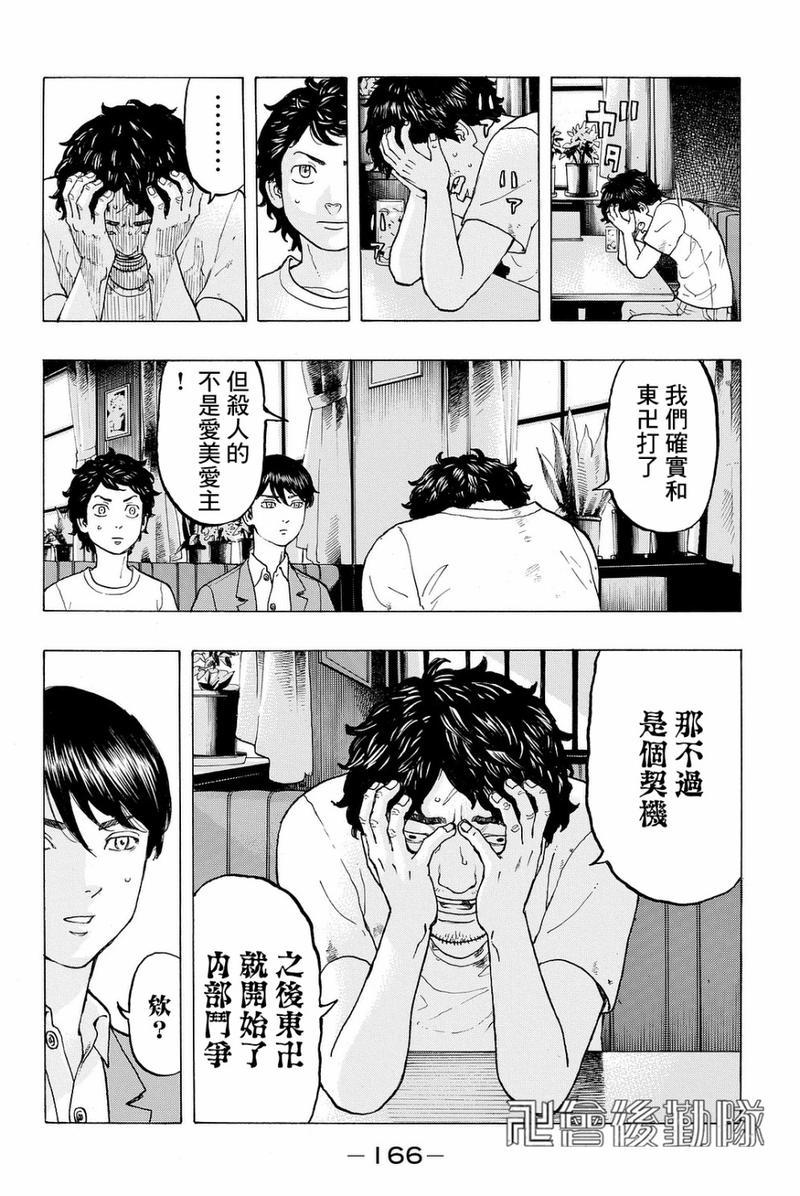 ガタ
ハァ
………
我們確實和
東卍打了
但殺人的
不是愛美愛主
！
那不過
是個契機
之後東卍
就開始了
內部鬥爭
欸？
卍會後勤隊
—166—